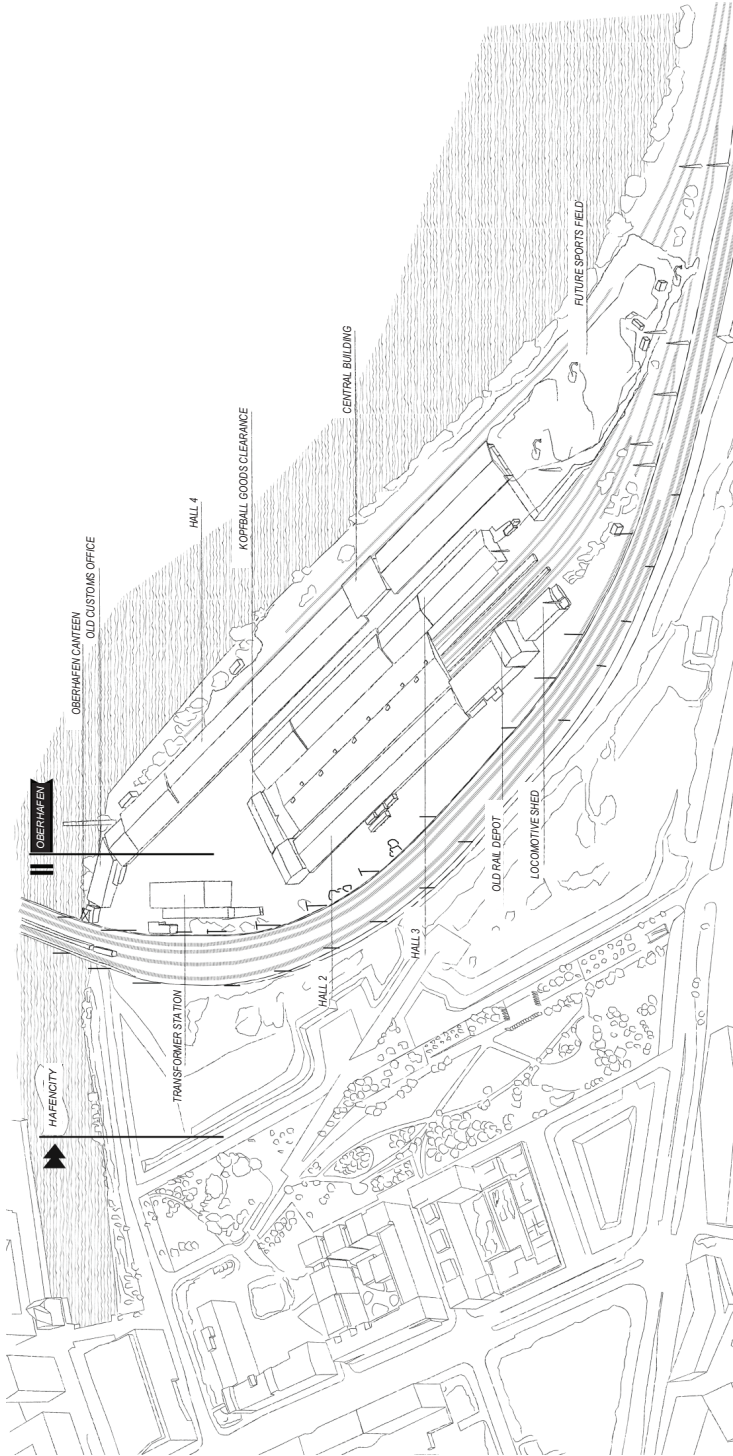 OBERHAFEN
HAFENCITY
OBERHAFEN CANTEEN
OLD CUSTOMS OFFICE
TRANSFORMER STATION
HALL 4
KOPFBALL GOODS CLEARANCE
HALL 2
CENTRAL BUILDING
HALL 3
OLD RAIL DEPOT
LOCOMOTIVE SHED
FUTURE SPORTS FIELD